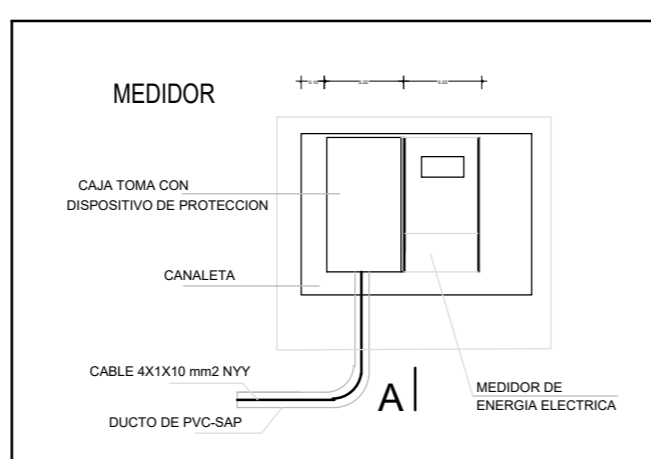 MEDIDOR
CAJA TOMA CON
DISPOSITIVO DE PROTECCION
CANALETA
CABLE 4X1X10 mm2 NYY
DUCTO DE PVC-SAP
A
MEDIDOR DE
ENERGIA ELECTRICA